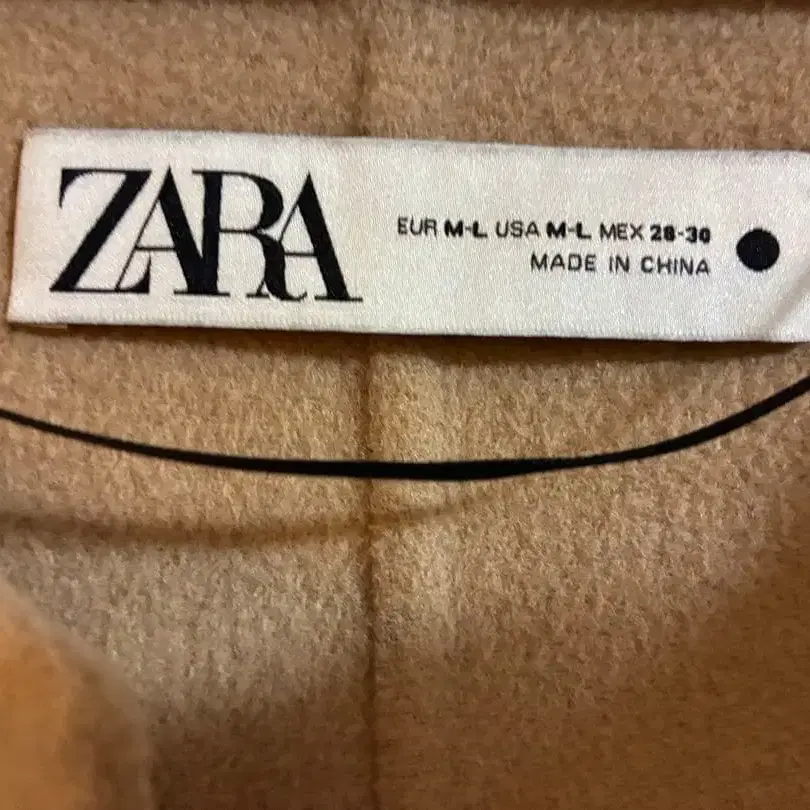 ZARA
EUR M-L USA M-L MEX 28-30
MADE IN CHINA